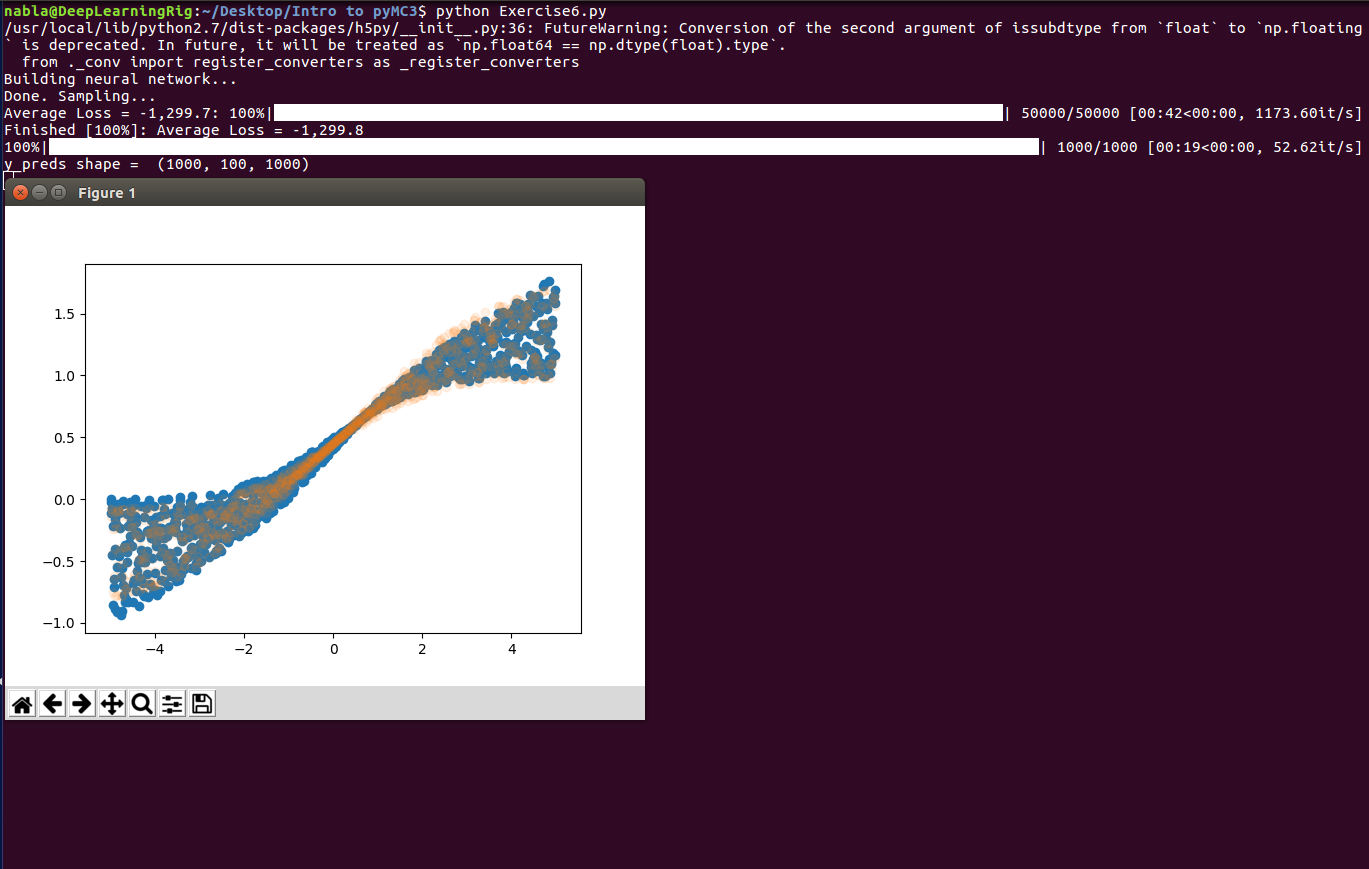 nabla@DeepLearningRig:~/Desktop/Intro to pyMC3$ python Exercise6.py
/usr/local/lib/python2.7/dist-packages/h5py/__init__.py:36: FutureWarning: Conversion of the second argument of issubdtype from `float` to `np.floating
` is deprecated. In future, it will be treated as `np.float64 == np.dtype(float).type`.
  from ._conv import register_converters as _register_converters
Building neural network...
Done. Sampling...
Average Loss = -1,299.7: 100%|| 50000/50000 [00:42<00:00, 1173.60it/s]
Finished [100%]: Average Loss = -1,299.8
100%|| 1000/1000 [00:19<00:00, 52.62it/s]
y_preds shape =  (1000, 100, 1000)
Figure 1
1.5
1.0
0.5
0.0
−0.5
−1.0
−4 −2 0 2 4